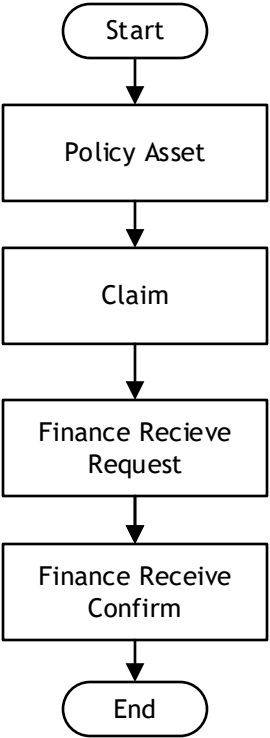 Start
Policy Asset
Claim
Finance Recieve
Request
Finance Receive
Confirm
End